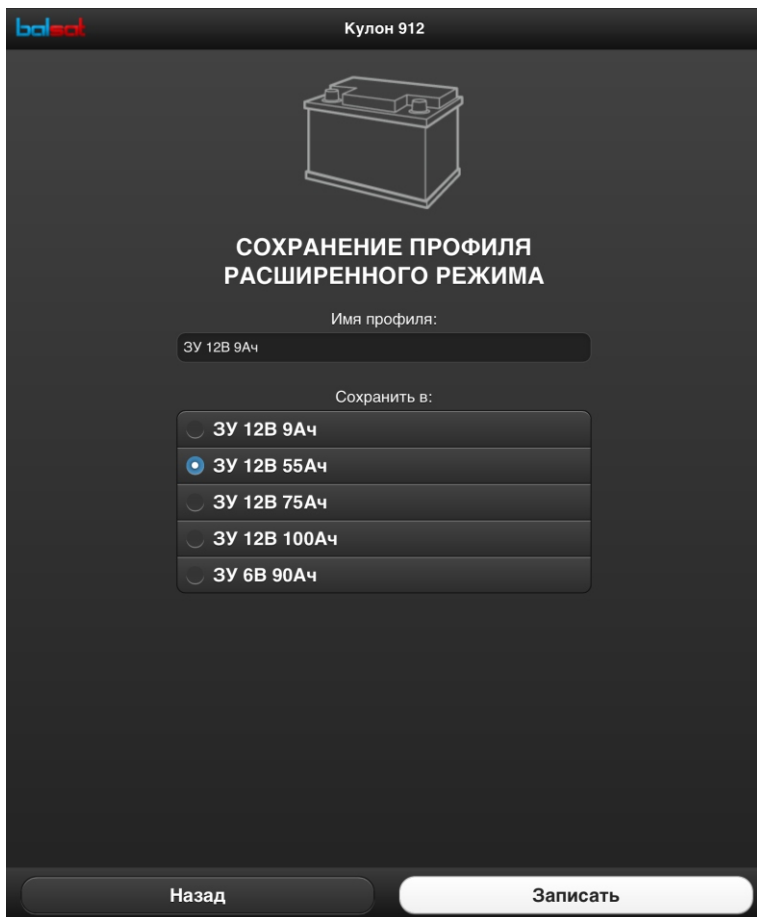 balsat
Кулон 912
СОХРАНЕНИЕ ПРОФИЛЯ
РАСШИРЕННОГО РЕЖИМА
Имя профиля:
ЗУ 12В 9Ач
Сохранить в:
ЗУ 12В 9Ач
ЗУ 12В 55Ач
ЗУ 12В 75Ач
ЗУ 12В 100Ач
ЗУ 6В 90Ач
Назад
Записать